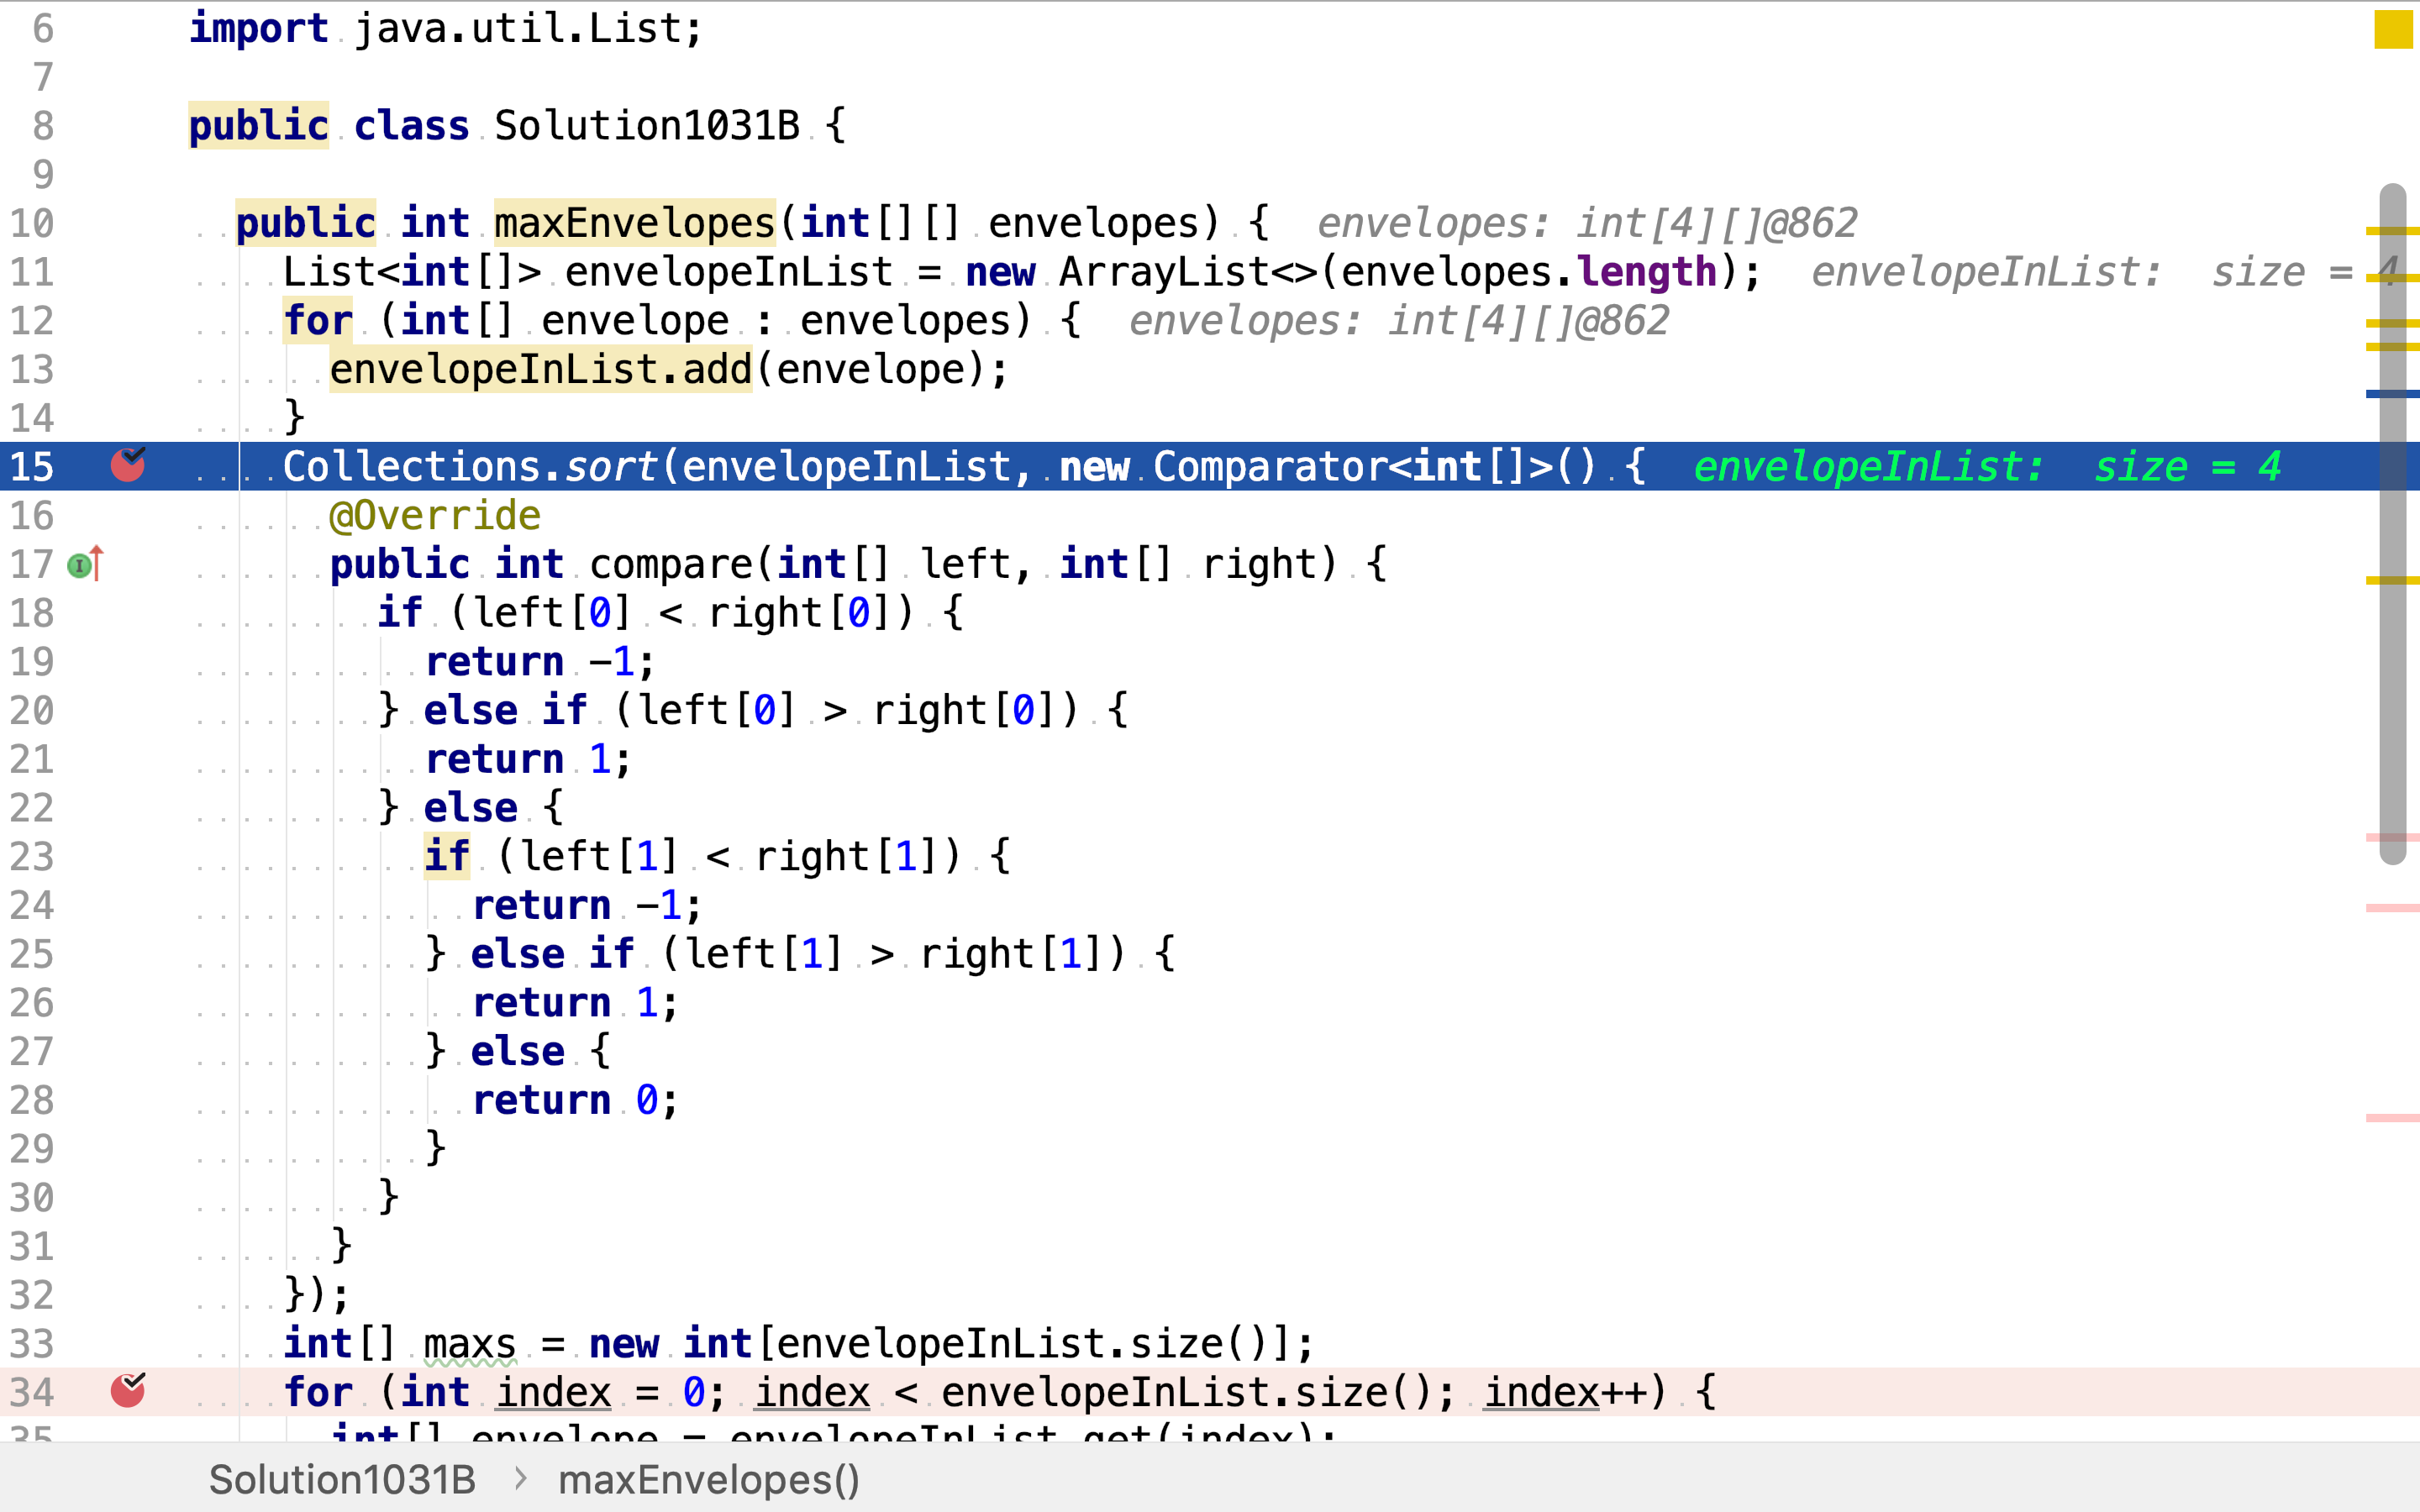 6 import java.util.List;
7
8 public class Solution1031B {
9
10 public int maxEnvelopes(int[][] envelopes) { envelopes: int[4][]@862
11 List<int[]> envelopeInList = new ArrayList<>(envelopes.length); envelopeInList: size = 4
12 for (int[] envelope : envelopes) { envelopes: int[4][]@862
13 envelopeInList.add(envelope);
14 }
15 Collections.sort(envelopeInList, new Comparator<int[]>() { envelopeInList: size = 4
16 @Override
17 public int compare(int[] left, int[] right) {
18 if (left[0] < right[0]) {
19 return -1;
20 } else if (left[0] > right[0]) {
21 return 1;
22 } else {
23 if (left[1] < right[1]) {
24 return -1;
25 } else if (left[1] > right[1]) {
26 return 1;
27 } else {
28 return 0;
29 }
30 }
31 }
32 });
33 int[] maxs = new int[envelopeInList.size()];
34 for (int index = 0; index < envelopeInList.size(); index++) {
35 int[] envelope = envelopeInList.get(index);
Solution1031B > maxEnvelopes()